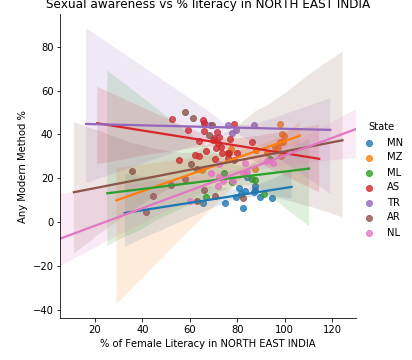 Sexual awareness vs % literacy in NORTH EAST INDIA
Any Modern Method %
80
60
40
20
0
−20
−40
20 40 60 80 100 120
% of Female Literacy in NORTH EAST INDIA
State
MN
MZ
ML
AS
TR
AR
NL